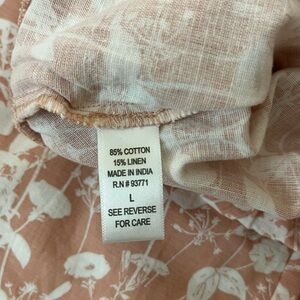 85% COTTON
15% LINEN
MADE IN INDIA
R.N # 93771
L
SEE REVERSE
FOR CARE